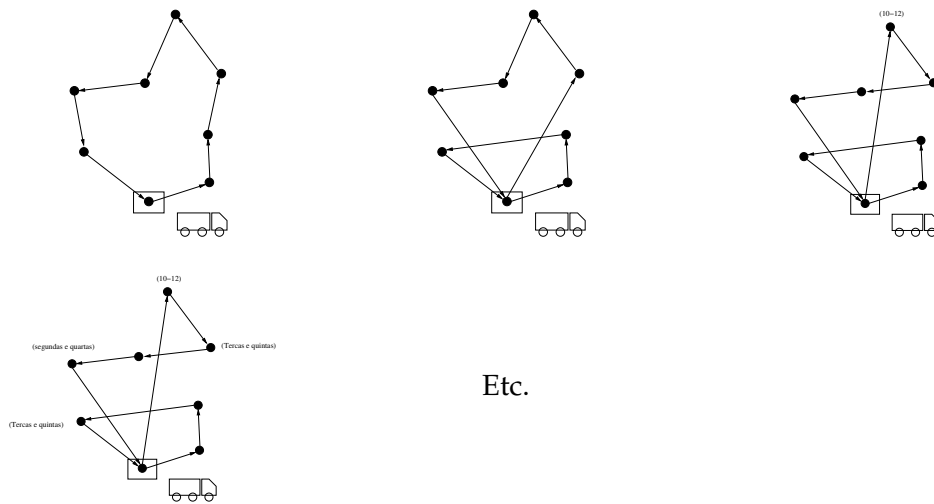 (10−12)
(10−12)
(segundas e quartas)
(Tercas e quintas)
Etc.
(Tercas e quintas)